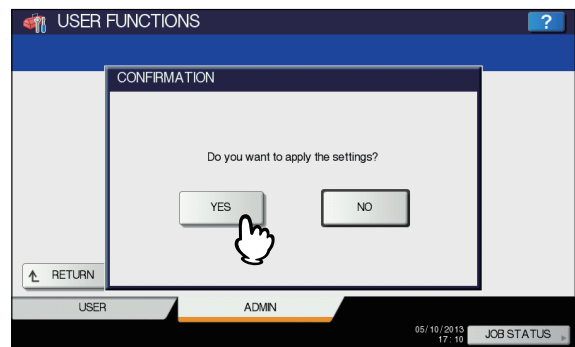 USER FUNCTIONS
?
CONFIRMATION
Do you want to apply the settings?
YES
NO
RETURN
USER
ADMIN
05/10/2013
17:10
JOB STATUS